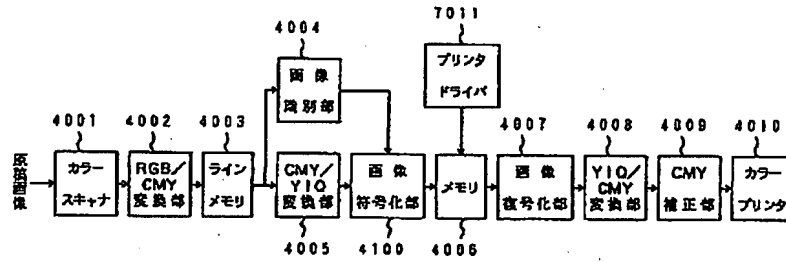 4004
7011
画像
識別部
プリンタ
ドライバ
4001
4002
4003
4007
4008
4009
4010
原稿画像
カラー
スキャナ
RGB/
CMY
変換部
ライン
メモリ
CMY/
YIQ
変換部
画像
符号化部
メモリ
画像
復号化部
YIQ/
CMY
変換部
CMY
補正部
カラー
プリンタ
4005
4100
4006